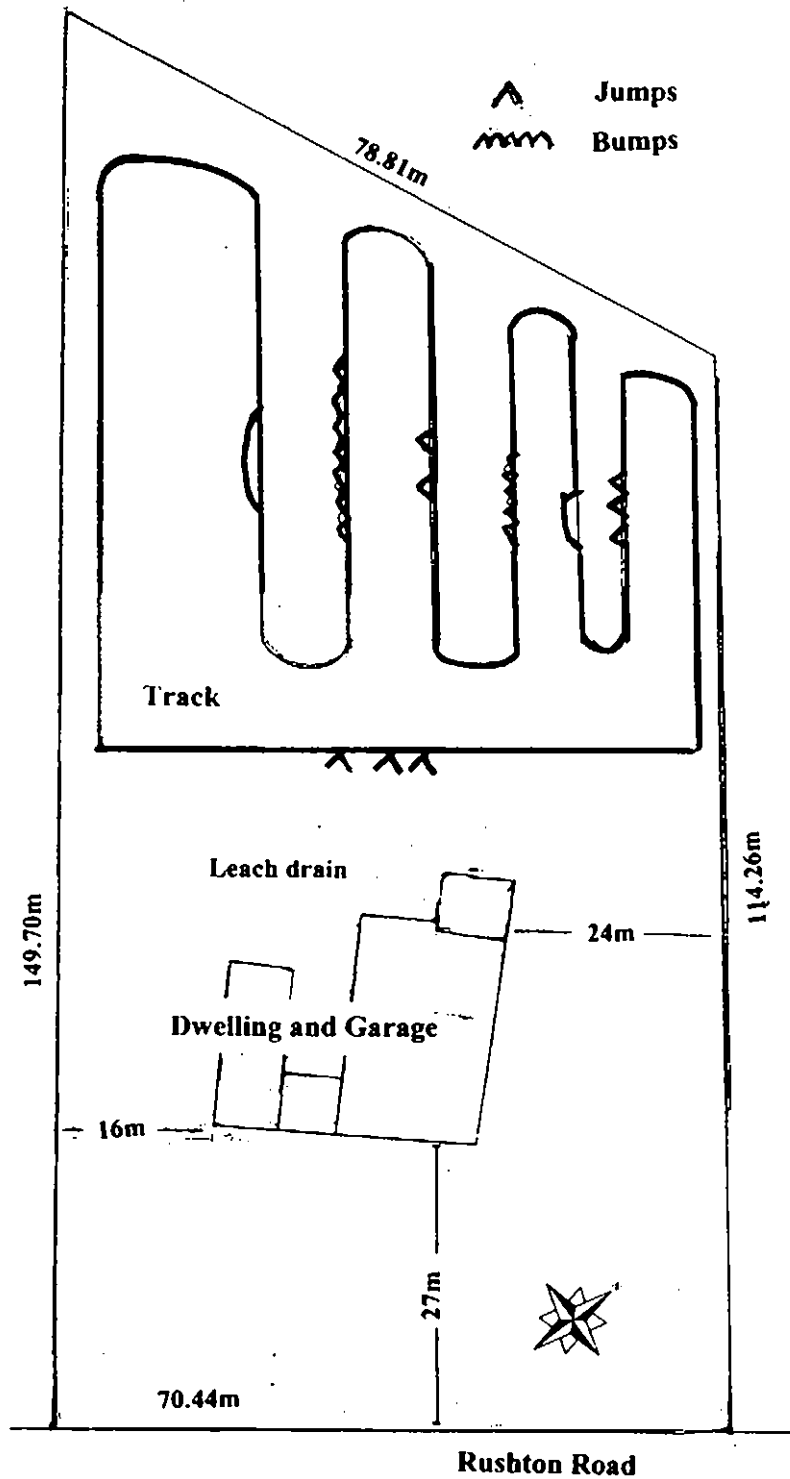 Jumps
Bumps
78.81m
Track
Leach drain
149.70m
114.26m
24m
Dwelling and Garage
16m
27m
70.44m
Rushton Road